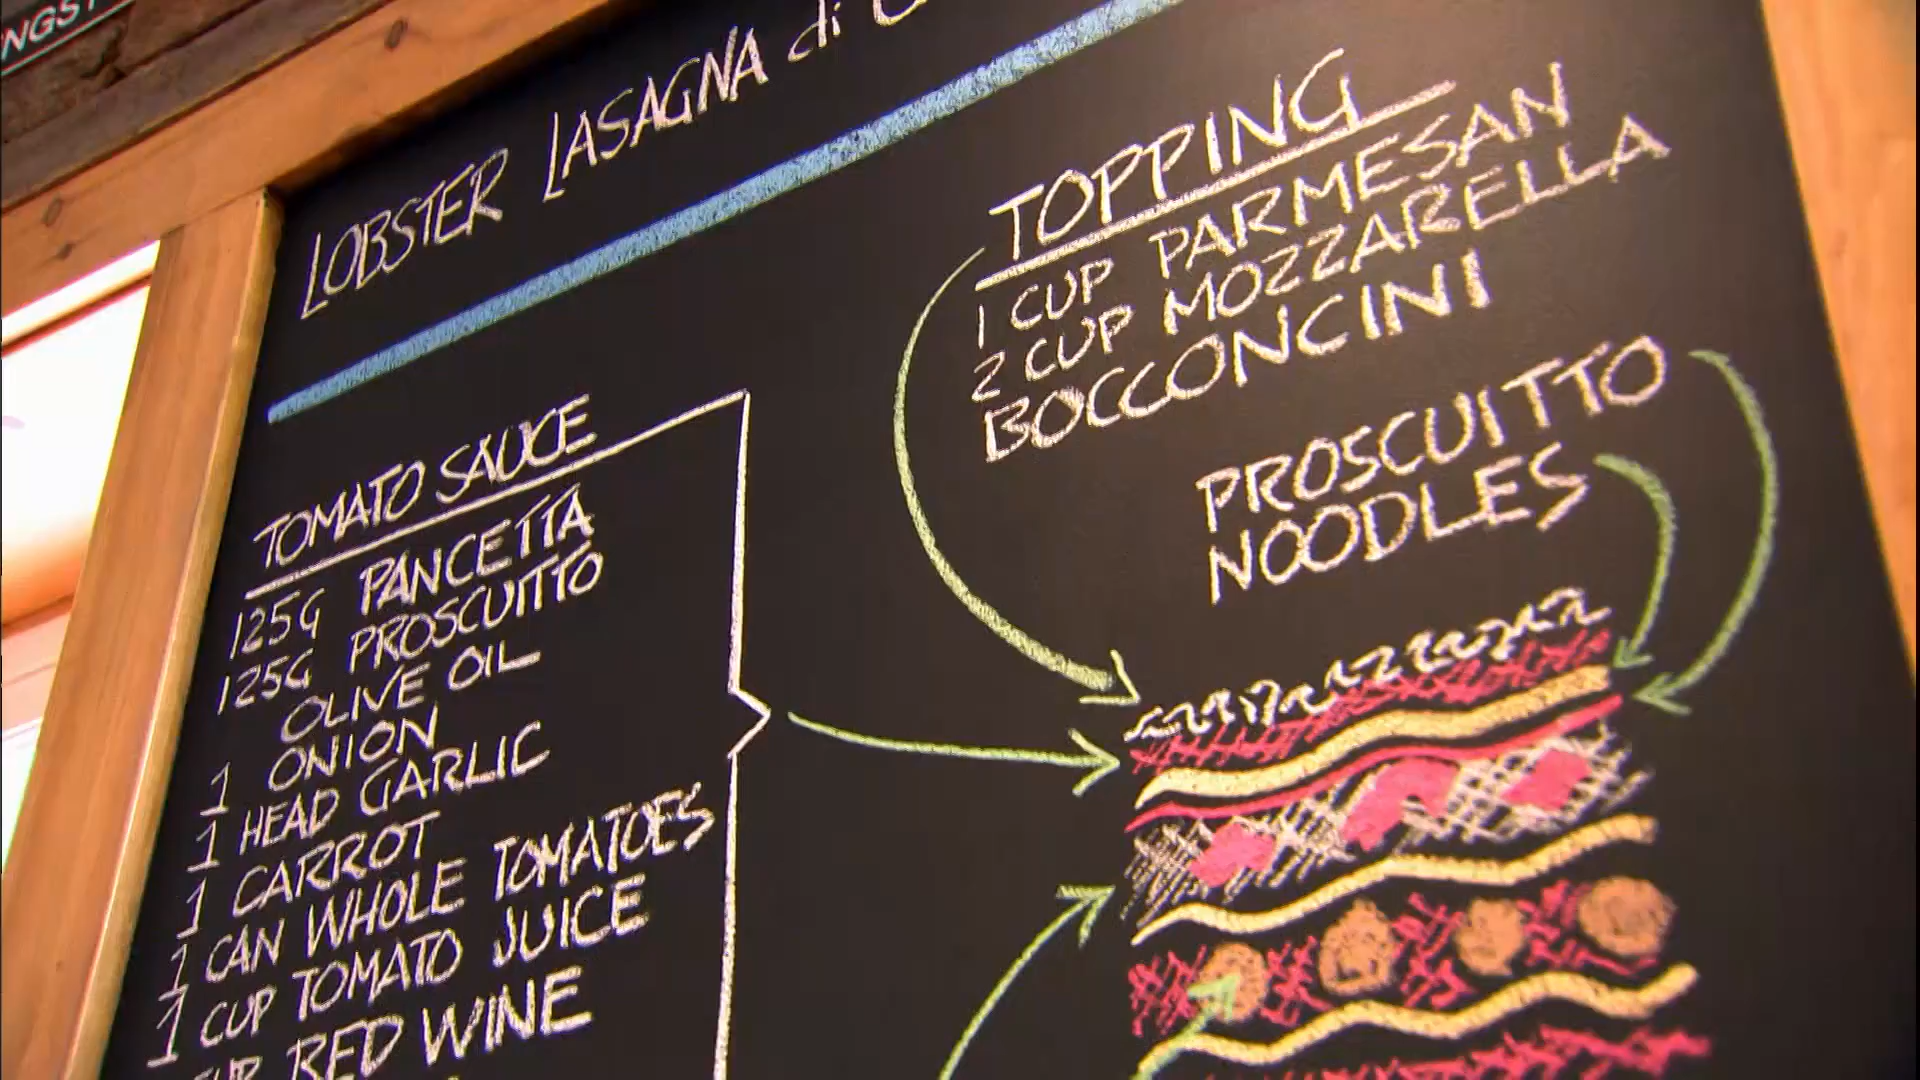 LOBSTER LASAGNA di
TOMATO SAUCE
125G PANCETTA
125G PROSCUITTO
OLIVE OIL
1 ONION
1 HEAD GARLIC
1 CARROT
1 CAN WHOLE TOMATOES
1 CUP TOMATO JUICE
RED WINE
TOPPING
1 CUP PARMESAN
2 CUP MOZZARELLA
BOCCONCINI
PROSCUITTO
NOODLES